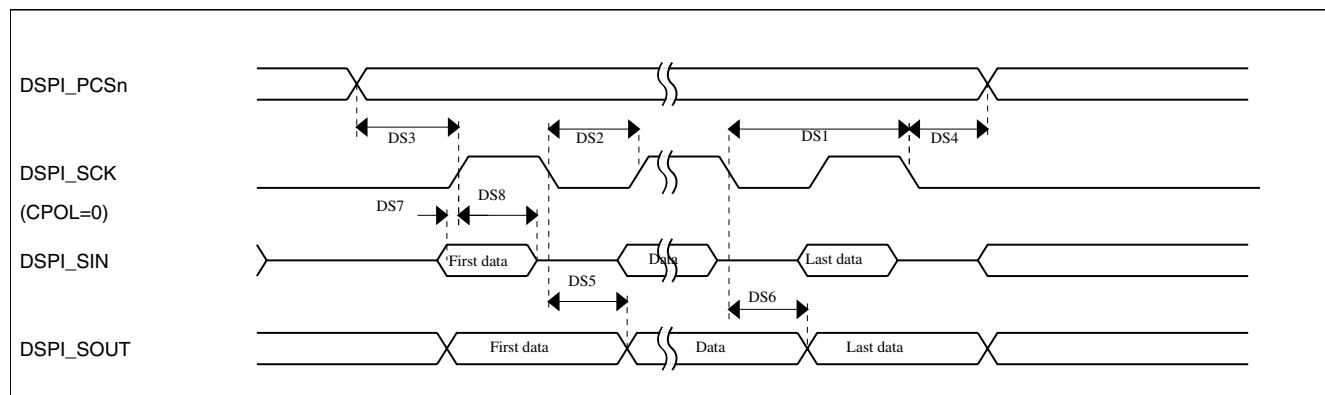 DSPI_PCSn
DS3
DS2
DS1
DS4
DSPI_SCK
(CPOL=0)
DS7
DS8
DSPI_SIN
First data
Data
Last data
DS5
DS6
DSPI_SOUT
First data
Data
Last data